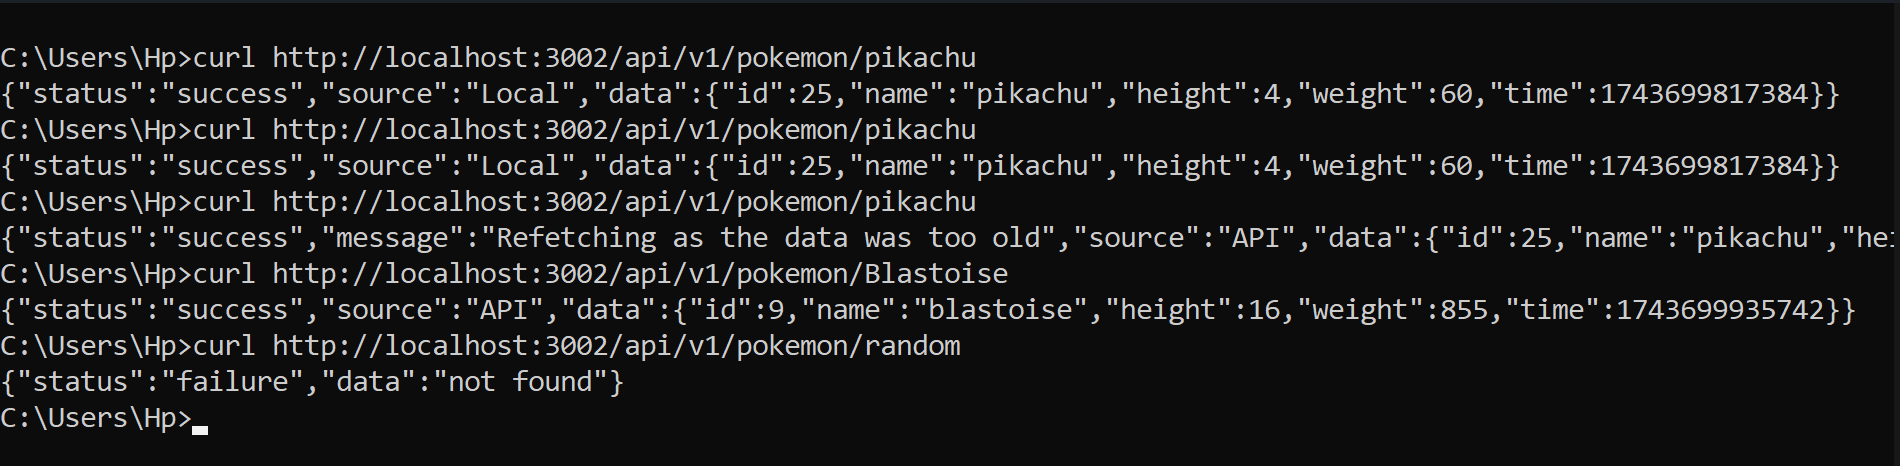 C:\Users\Hp>curl http://localhost:3002/api/v1/pokemon/pikachu
{"status":"success","source":"Local","data":{"id":25,"name":"pikachu","height":4,"weight":60,"time":1743699817384}}
C:\Users\Hp>curl http://localhost:3002/api/v1/pokemon/pikachu
{"status":"success","source":"Local","data":{"id":25,"name":"pikachu","height":4,"weight":60,"time":1743699817384}}
C:\Users\Hp>curl http://localhost:3002/api/v1/pokemon/pikachu
{"status":"success","message":"Refetching as the data was too old","source":"API","data":{"id":25,"name":"pikachu","hei
C:\Users\Hp>curl http://localhost:3002/api/v1/pokemon/Blastoise
{"status":"success","source":"API","data":{"id":9,"name":"blastoise","height":16,"weight":855,"time":1743699935742}}
C:\Users\Hp>curl http://localhost:3002/api/v1/pokemon/random
{"status":"failure","data":"not found"}
C:\Users\Hp>